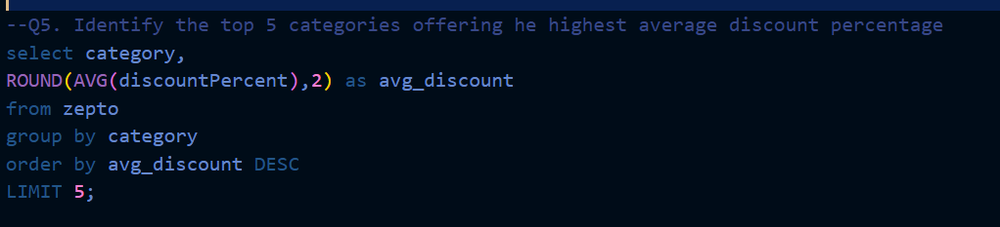 --Q5. Identify the top 5 categories offering he highest average discount percentage
select category,
ROUND(AVG(discountPercent),2) as avg_discount
from zepto
group by category
order by avg_discount DESC
LIMIT 5;